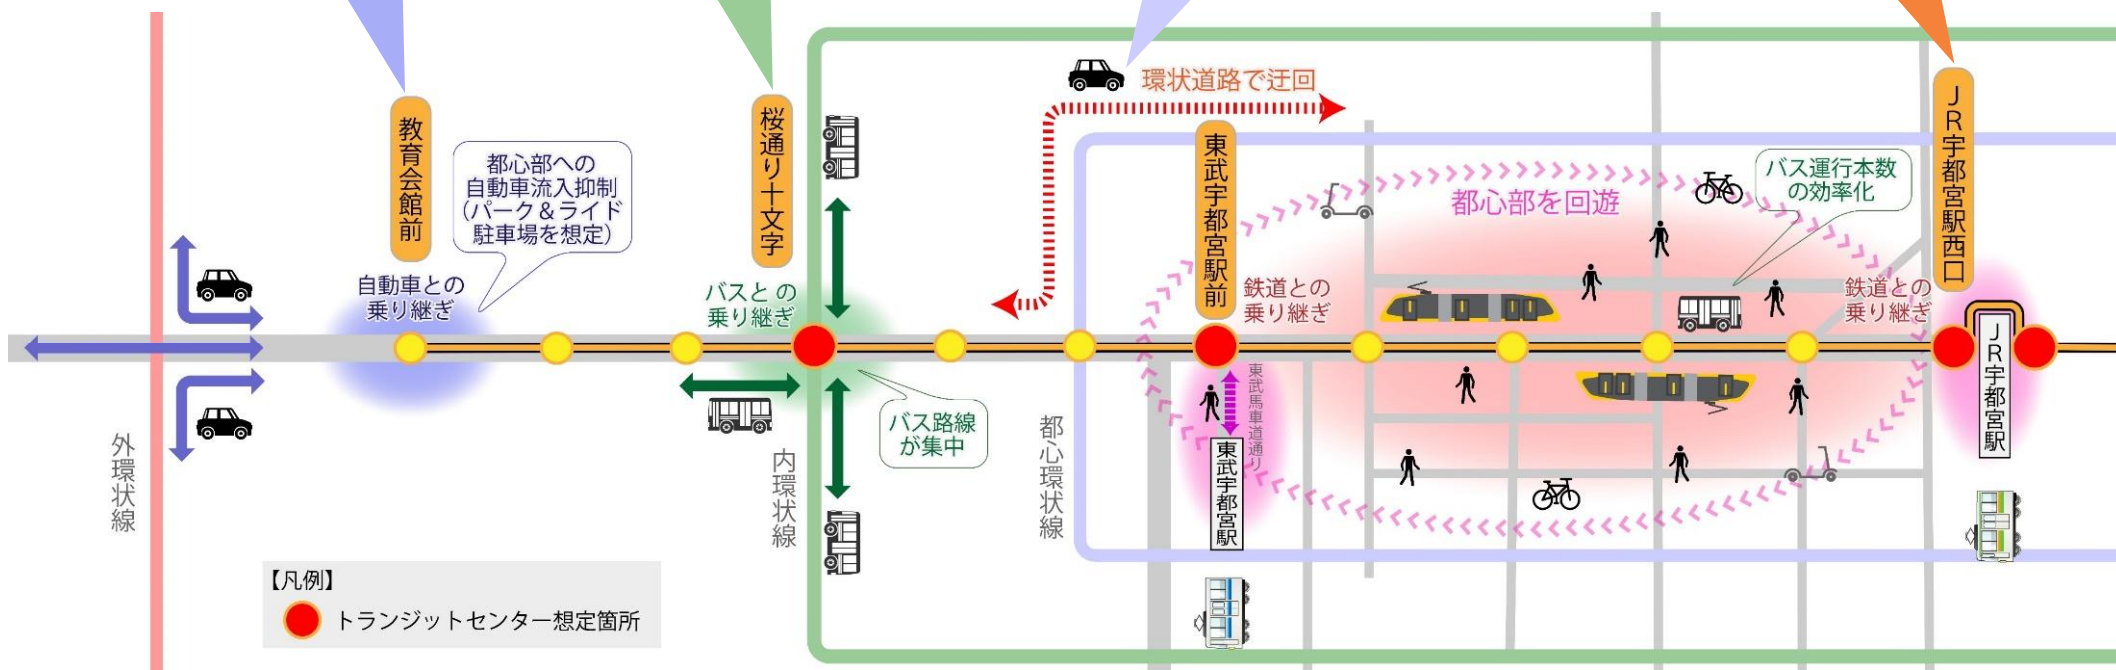 環状道路で迂回
教育会館前
桜通り十文字
東武宇都宮駅前
JR宇都宮駅西口
都心部への
自動車流入抑制
(パーク&ライド
駐車場を想定)
都心部を回遊
バス運行本数
の効率化
自動車との
乗り継ぎ
バスとの
乗り継ぎ
鉄道との
乗り継ぎ
鉄道との
乗り継ぎ
JR宇都宮駅
東武馬車道通り
バス路線
が集中
外環状線
内環状線
都心環状線
東武宇都宮駅
【凡例】
トランジットセンター想定箇所